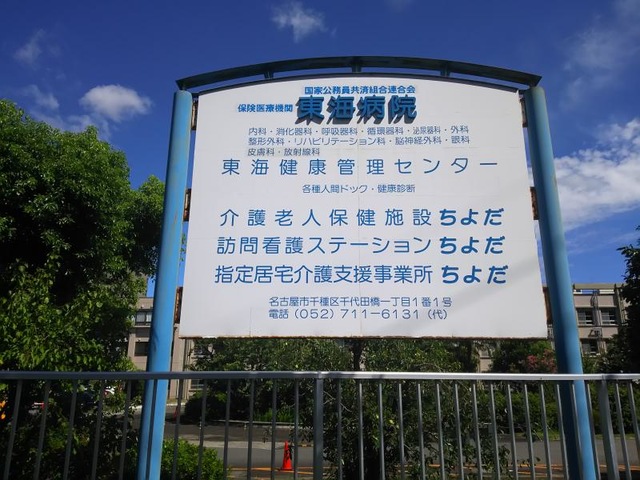 国家公務員共済組合連合会
保険医療機関 東海病院
内科・消化器科・呼吸器科・循環器科・泌尿器科・外科
整形外科・リハビリテーション科・脳神経外科・眼科
皮膚科・放射線科
東海健康管理センター
各種人間ドック・健康診断
介護老人保健施設ちよだ
訪問看護ステーションちよだ
指定居宅介護支援事業所ちよだ
名古屋市千種区千代田橋一丁目1番1号
電話(052)711-6131(代)